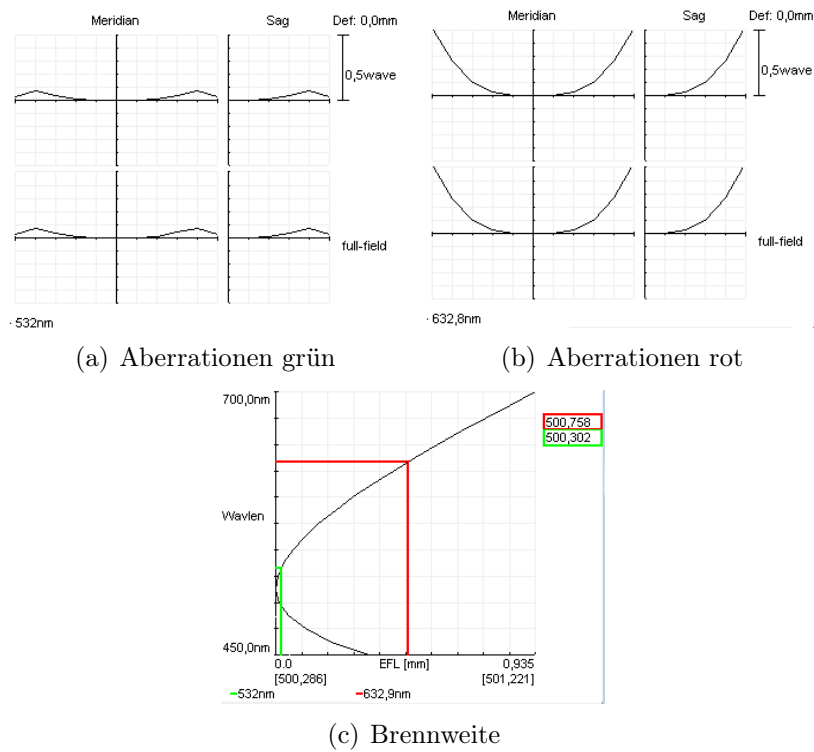 Meridian Sag Def: 0,0mm
0,5wave
full-field
· 532nm
(a) Aberrationen grün
Meridian Sag Def: 0,0mm
0,5wave
full-field
· 632,8nm
(b) Aberrationen rot
700,0nm
500,758
500,302
Wavlen
450,0nm
0.0 EFL [mm] 0,935
[500,286] [501,221]
532nm 632,9nm
(c) Brennweite